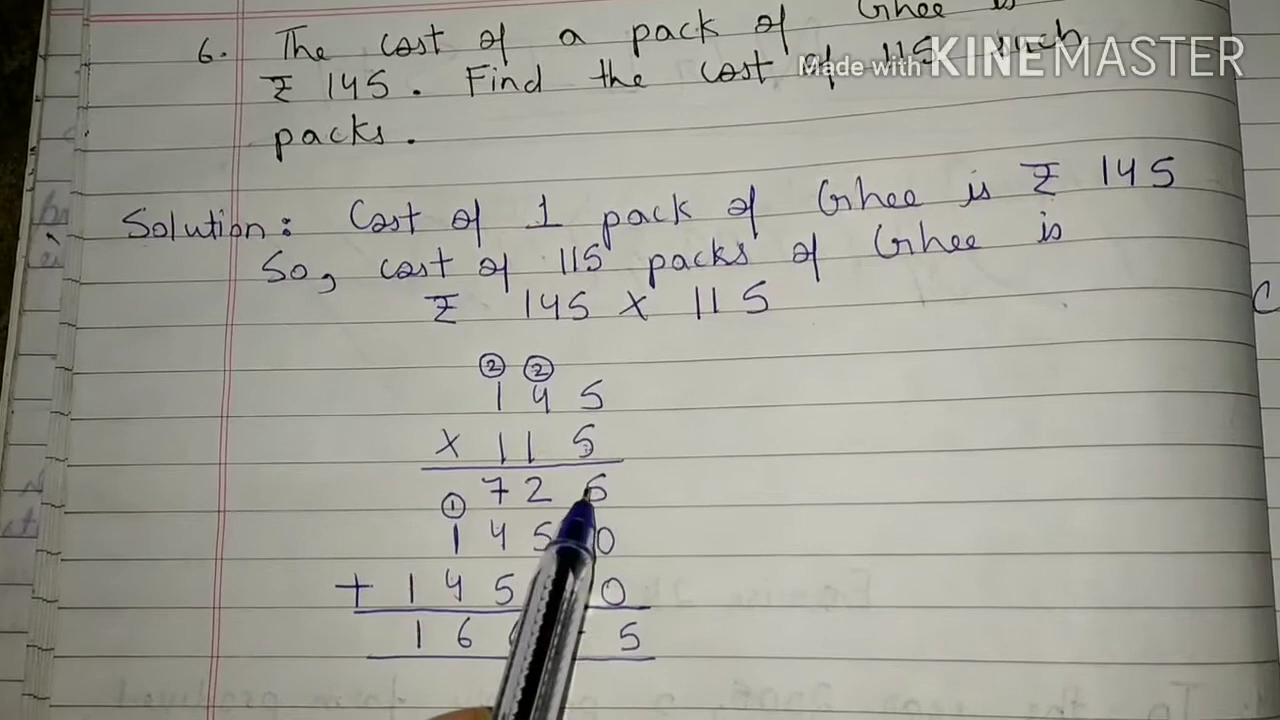 6. The cost of a pack of Ghee is
₹ 145. Find the cost of 115 such
Made with KINEMASTER
packs.
Solution: Cost of 1 pack of Ghee is ₹ 145
So, cost of 115 packs of Ghee is
₹ 145 x 115
② ②
1 4 5
x 1 1 5
7 2 5
①
1 4 5 0
+ 1 4 5 0
1 6 5